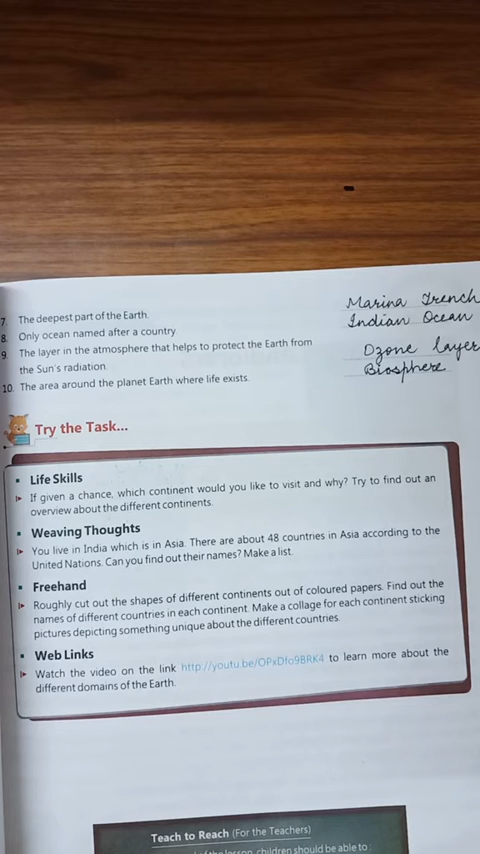 7. The deepest part of the Earth. Marina Trench
8. Only ocean named after a country. Indian Ocean
9. The layer in the atmosphere that helps to protect the Earth from
the Sun's radiation. Ozone layer
10. The area around the planet Earth where life exists. Biosphere
Try the Task...
▪ Life Skills
If given a chance, which continent would you like to visit and why? Try to find out an
overview about the different continents.
▪ Weaving Thoughts
You live in India which is in Asia. There are about 48 countries in Asia according to the
United Nations. Can you find out their names? Make a list.
▪ Freehand
Roughly cut out the shapes of different continents out of coloured papers. Find out the
names of different countries in each continent. Make a collage for each continent sticking
pictures depicting something unique about the different countries.
▪ Web Links
Watch the video on the link http://youtu.be/OPxDfo9BRK4 to learn more about the
different domains of the Earth.
Teach to Reach (For the Teachers)
of the lesson, children should be able to :